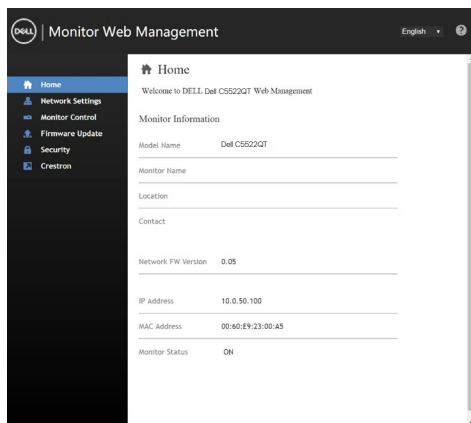 DELL | Monitor Web Management
English
?
Home
Network Settings
Monitor Control
Firmware Update
Security
Crestron
Home
Welcome to DELL Dell C5522QT Web Management
Monitor Information
Model Name Dell C5522QT
Monitor Name
Location
Contact
Network FW Version 0.05
IP Address 10.0.50.100
MAC Address 00:60:E9:23:00:A5
Monitor Status ON